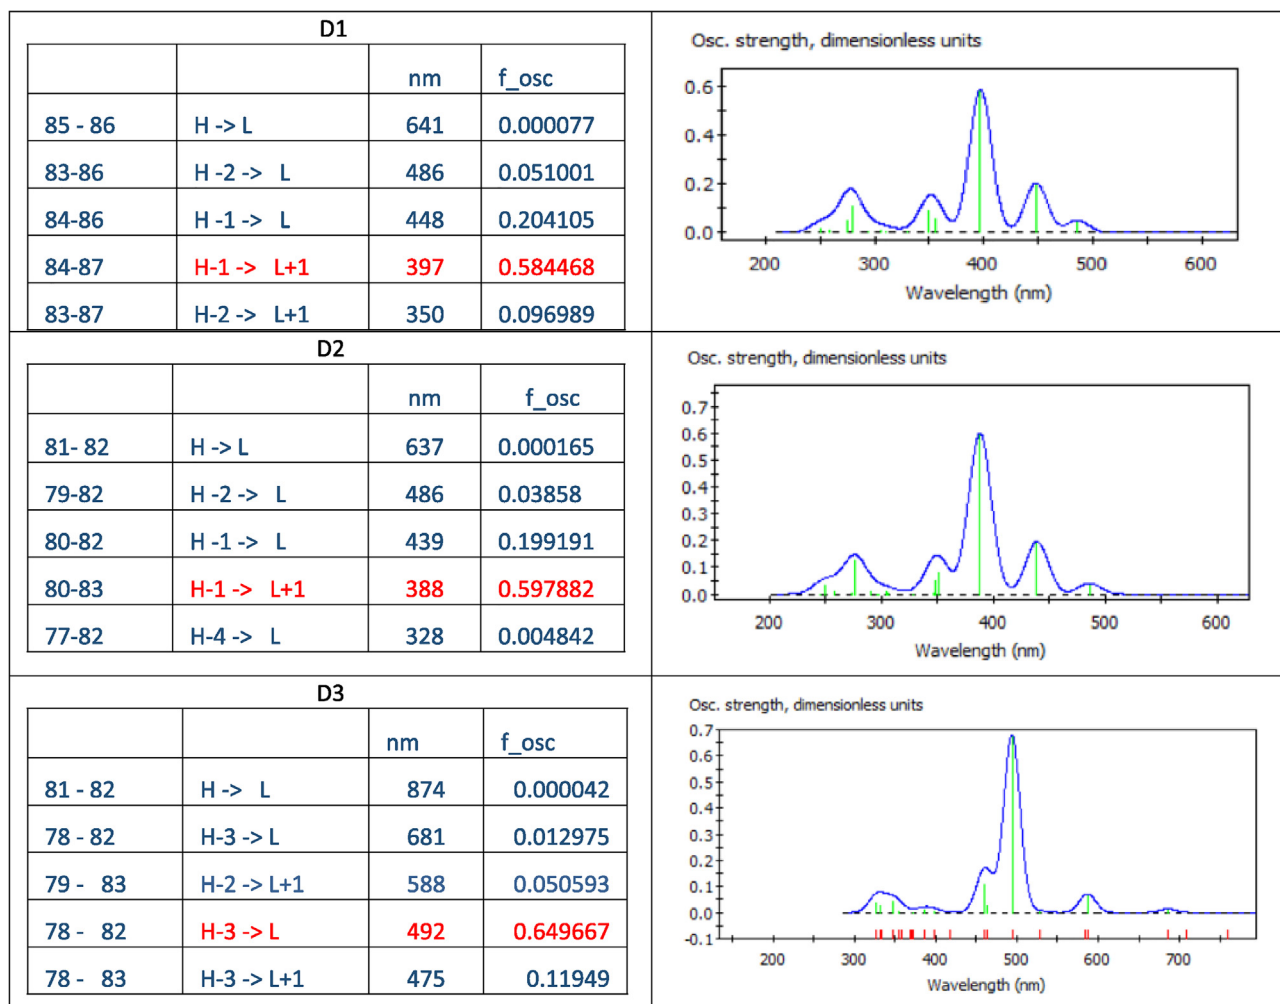 D1
nm f_osc
85 - 86 H -> L 641 0.000077
83-86 H -2 -> L 486 0.051001
84-86 H -1 -> L 448 0.204105
84-87 H-1 -> L+1 397 0.584468
83-87 H-2 -> L+1 350 0.096989
Osc. strength, dimensionless units
0.6
0.4
0.2
0.0
200 300 400 500 600
Wavelength (nm)
D2
nm f_osc
81- 82 H -> L 637 0.000165
79-82 H -2 -> L 486 0.03858
80-82 H -1 -> L 439 0.199191
80-83 H-1 -> L+1 388 0.597882
77-82 H-4 -> L 328 0.004842
Osc. strength, dimensionless units
0.7
0.6
0.5
0.4
0.3
0.2
0.1
0.0
200 300 400 500 600
Wavelength (nm)
D3
nm f_osc
81 - 82 H -> L 874 0.000042
78 - 82 H-3 -> L 681 0.012975
79 - 83 H-2 -> L+1 588 0.050593
78 - 82 H-3 -> L 492 0.649667
78 - 83 H-3 -> L+1 475 0.11949
Osc. strength, dimensionless units
0.7
0.6
0.5
0.4
0.3
0.2
0.1
0.0
-0.1
200 300 400 500 600 700
Wavelength (nm)